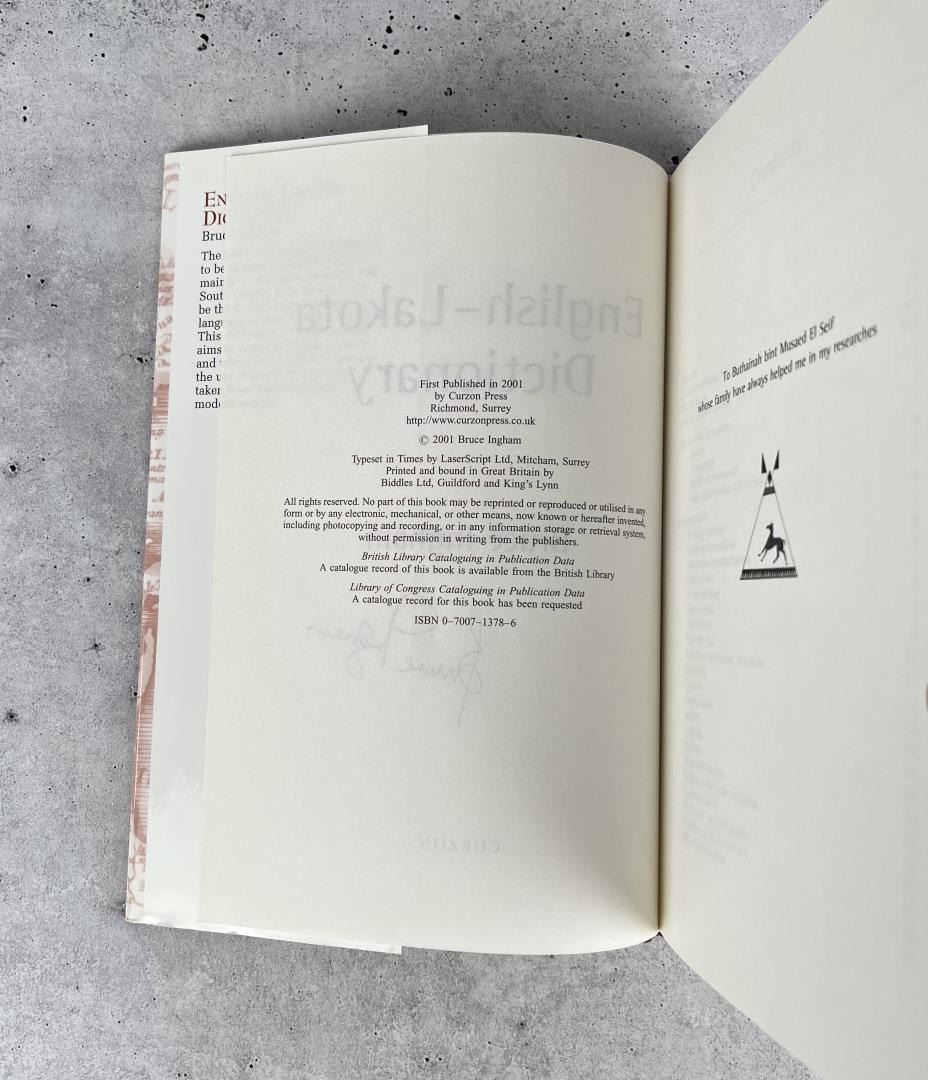 EN
DI
Bruc
The
to be
main
Sout
be th
lang
This
aims
and
the u
taken
mode
English–Lakota
Dictionary
First Published in 2001
by Curzon Press
Richmond, Surrey
http://www.curzonpress.co.uk
© 2001 Bruce Ingham
Typeset in Times by LaserScript Ltd, Mitcham, Surrey
Printed and bound in Great Britain by
Biddles Ltd, Guildford and King's Lynn
All rights reserved. No part of this book may be reprinted or reproduced or utilised in any
form or by any electronic, mechanical, or other means, now known or hereafter invented,
including photocopying and recording, or in any information storage or retrieval system,
without permission in writing from the publishers.
British Library Cataloguing in Publication Data
A catalogue record of this book is available from the British Library
Library of Congress Cataloguing in Publication Data
A catalogue record for this book has been requested
ISBN 0–7007–1378–6
Bruce Ingham
CURZON
To Buthainah bint Musaed El Seif
whose family have always helped me in my researches